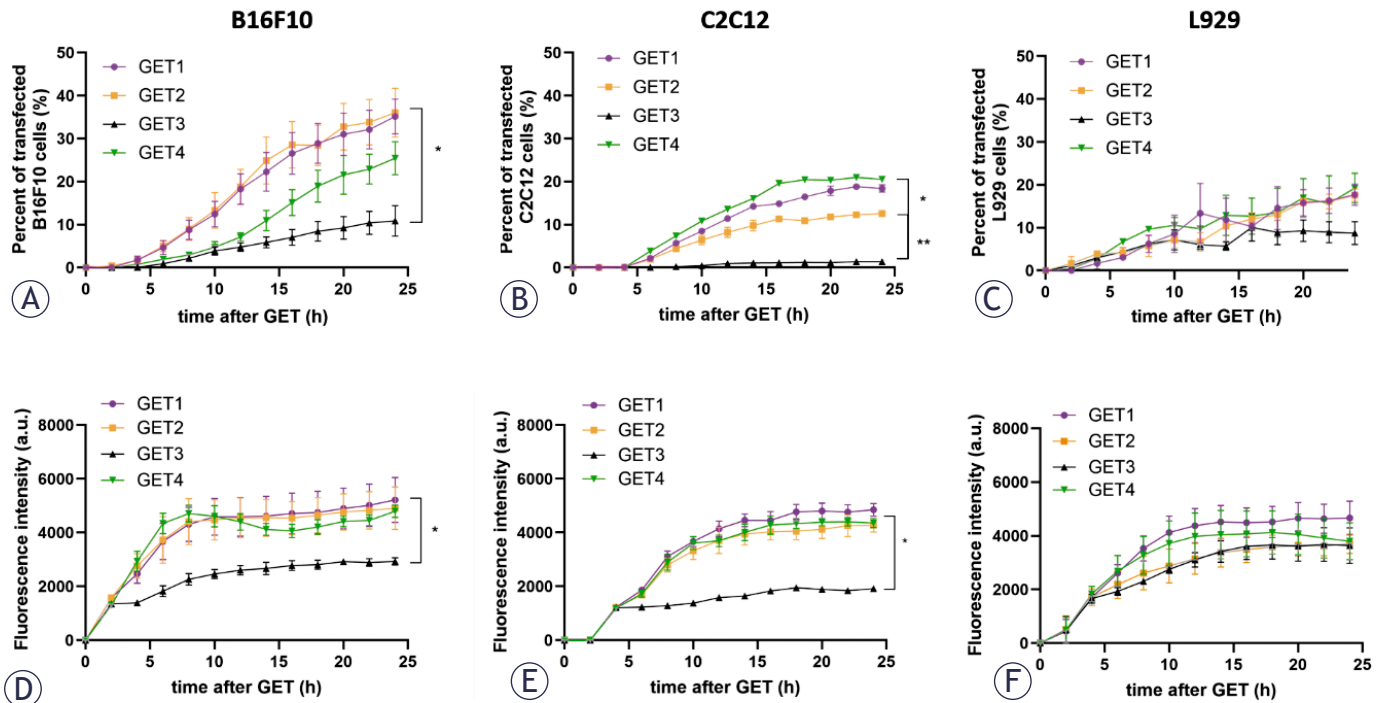 B16F10
C2C12
L929
50
40
30
20
10
0
Percent of transfected
B16F10 cells (%)
GET1
GET2
GET3
GET4
*
0 5 10 15 20 25
time after GET (h)
A
50
40
30
20
10
0
Percent of transfected
C2C12 cells (%)
GET1
GET2
GET3
GET4
*
**
0 5 10 15 20 25
time after GET (h)
B
50
40
30
20
10
0
Percent of transfected
L929 cells (%)
GET1
GET2
GET3
GET4
0 5 10 15 20
time after GET (h)
C
8000
6000
4000
2000
0
Fluorescence intensity (a.u.)
GET1
GET2
GET3
GET4
*
0 5 10 15 20 25
time after GET (h)
D
8000
6000
4000
2000
0
Fluorescence intensity (a.u.)
GET1
GET2
GET3
GET4
*
0 5 10 15 20 25
time after GET (h)
E
8000
6000
4000
2000
0
Fluorescence intensity (a.u.)
GET1
GET2
GET3
GET4
0 5 10 15 20 25
time after GET (h)
F